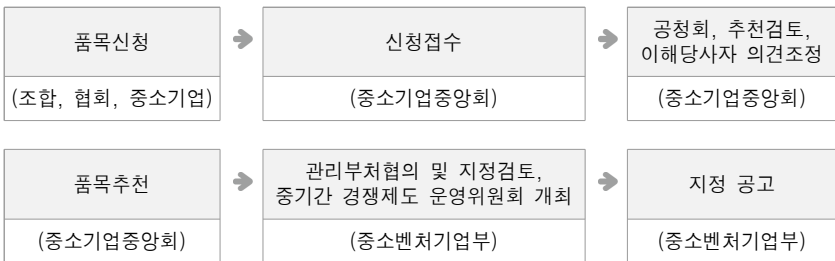 품목신청
(조합, 협회, 중소기업)
신청접수
(중소기업중앙회)
공청회, 추천검토,
이해당사자 의견조정
(중소기업중앙회)
품목추천
(중소기업중앙회)
관리부처협의 및 지정검토,
중기간 경쟁제도 운영위원회 개최
(중소벤처기업부)
지정 공고
(중소벤처기업부)